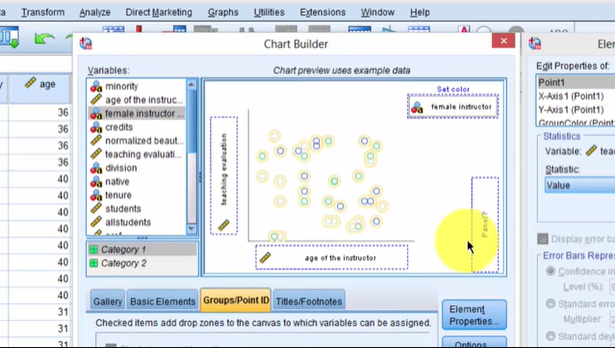 Transform Analyze Direct Marketing Graphs Utilities Extensions Window Help
Chart Builder
Variables:
Chart preview uses example data
minority
age of the instruc...
female instructor ...
credits
normalized beaut...
teaching evaluati...
division
native
tenure
students
allstudents
Category 1
Category 2
Set color
female instructor
teaching evaluation
Panel?
age of the instructor
Gallery Basic Elements Groups/Point ID Titles/Footnotes
Checked items add drop zones to the canvas to which variables can be assigned.
Element
Properties...
Options...
age
36
36
36
36
40
40
40
40
40
40
40
31
31
Edit Properties of:
Point1
X-Axis1 (Point1)
Y-Axis1 (Point1)
GroupColor (Point1
Statistics
Variable: tea
Statistic:
Value
Display error ba
Error Bars Repres
Confidence in
Level (%):
Standard erro
Multiplier:
Standard devi